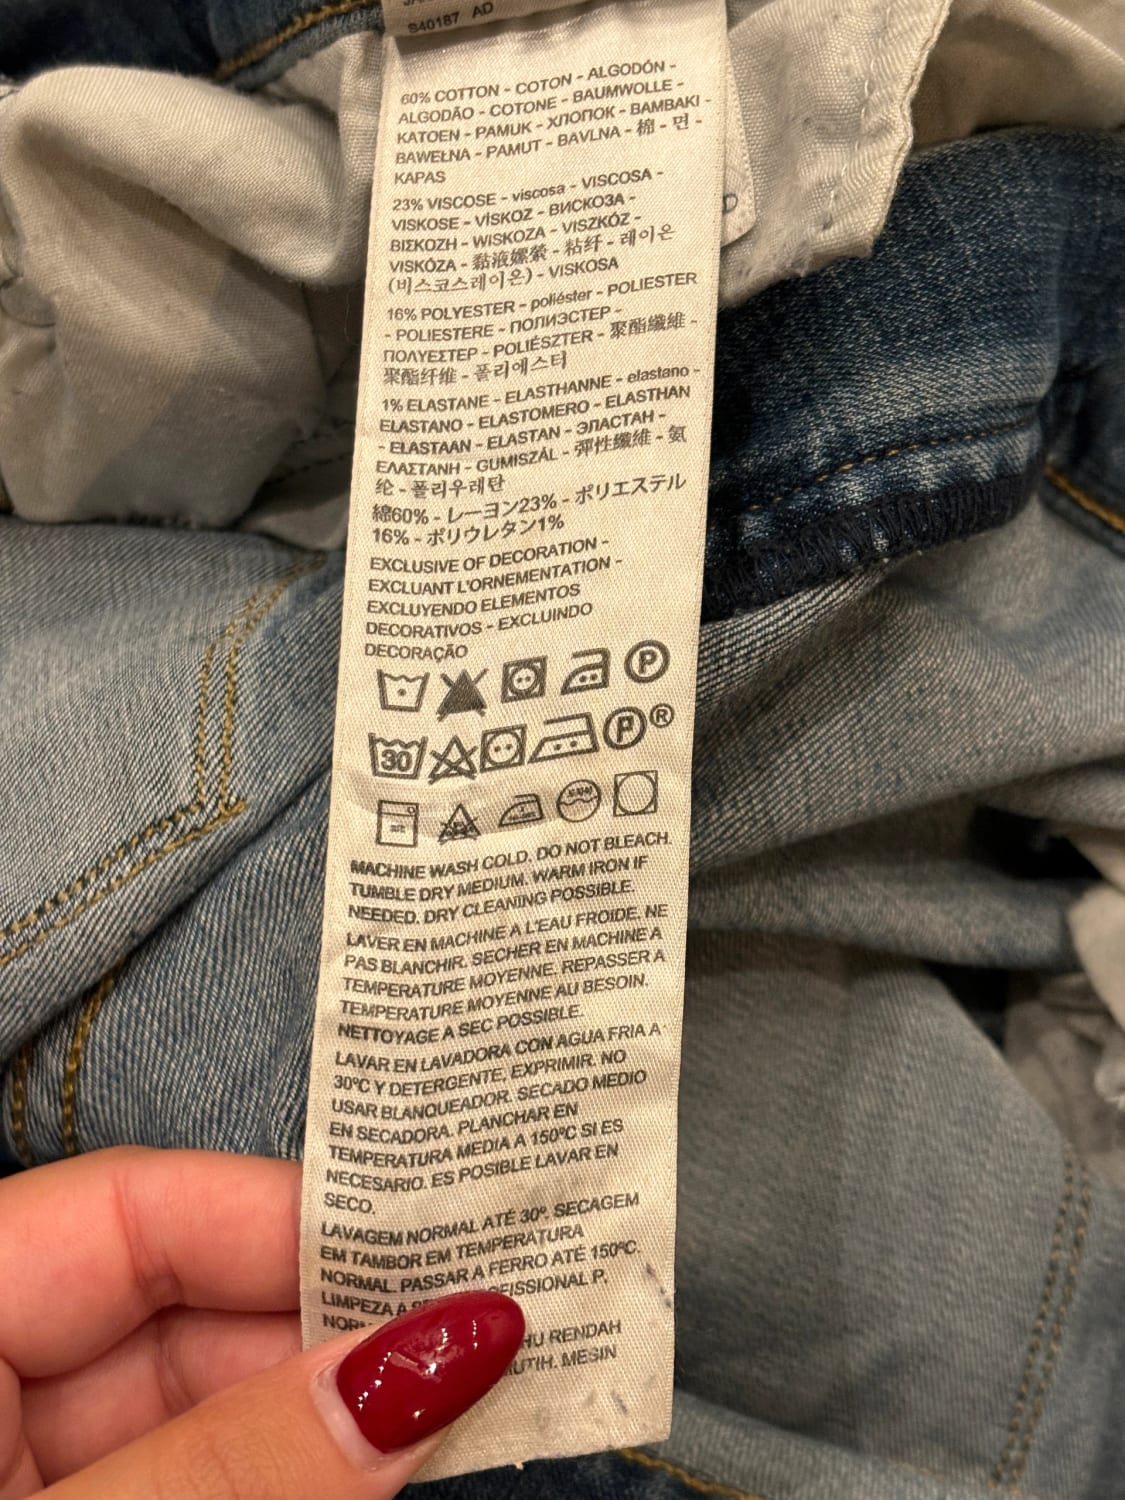 S40187 AD
60% COTTON - COTON - ALGODÓN -
ALGODÃO - COTONE - BAUMWOLLE -
KATOEN - PAMUK - ХЛОПОК - BAMBAKI -
BAWEŁNA - PAMUT - BAVLNA - 棉 - 면 -
KAPAS
23% VISCOSE - viscosa - VISCOSA -
VISKOSE - VİSKOZ - ВИСКОЗА -
ΒΙΣΚΟΖΗ - WISKOZA - VISZKÓZ -
VISKÓZA - 黏液嫘縈 - 粘纤 - 레이온
(비스코스레이온) - VISKOSA
16% POLYESTER - poliéster - POLIESTER
- POLIESTERE - ПОЛИЭСТЕР -
ΠΟΛΥΕΣΤΕΡ - POLIÉSZTER - 聚酯纖維 -
聚酯纤维 - 폴리에스터
1% ELASTANE - ELASTHANNE - elastano -
ELASTANO - ELASTOMERO - ELASTHAN
- ELASTAAN - ELASTAN - ЭЛАСТАН -
ΕΛΑΣΤΑΝΗ - GUMISZÁL - 彈性纖維 - 氨
纶 - 폴리우레탄
綿60% - レーヨン23% - ポリエステル
16% - ポリウレタン1%
EXCLUSIVE OF DECORATION -
EXCLUANT L'ORNEMENTATION -
EXCLUYENDO ELEMENTOS
DECORATIVOS - EXCLUINDO
DECORAÇÃO
P
30 P ®
MACHINE WASH COLD. DO NOT BLEACH.
TUMBLE DRY MEDIUM. WARM IRON IF
NEEDED. DRY CLEANING POSSIBLE.
LAVER EN MACHINE A L'EAU FROIDE. NE
PAS BLANCHIR. SECHER EN MACHINE A
TEMPERATURE MOYENNE. REPASSER A
TEMPERATURE MOYENNE AU BESOIN.
NETTOYAGE A SEC POSSIBLE.
LAVAR EN LAVADORA CON AGUA FRIA A
30ºC Y DETERGENTE, EXPRIMIR. NO
USAR BLANQUEADOR. SECADO MEDIO
EN SECADORA. PLANCHAR EN
TEMPERATURA MEDIA A 150ºC SI ES
NECESARIO. ES POSIBLE LAVAR EN
SECO.
LAVAGEM NORMAL ATÉ 30º. SECAGEM
EM TAMBOR EM TEMPERATURA
NORMAL. PASSAR A FERRO ATÉ 150ºC.
LIMPEZA A P.
RENDAH
MESIN